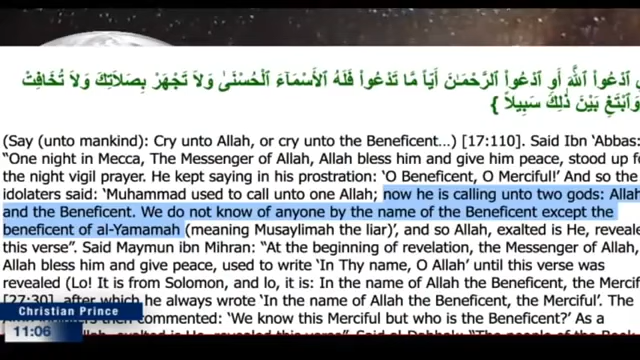 ٱدْعُواْ ٱللَّهَ أَوِ ٱدْعُواْ ٱلرَّحْمَـٰنَ أَيّاً مَّا تَدْعُواْ فَلَهُ ٱلأَسْمَآءَ ٱلْحُسْنَىٰ وَلاَ تَجْهَرْ بِصَلاَتِكَ وَلاَ تُخَافِتْ
وَٱبْتَغِ بَيْنَ ذٰلِكَ سَبِيلاً }
(Say (unto mankind): Cry unto Allah, or cry unto the Beneficent…) [17:110]. Said Ibn ‘Abbas:
“One night in Mecca, The Messenger of Allah, Allah bless him and give him peace, stood up
the night vigil prayer. He kept saying in his prostration: ‘O Beneficent, O Merciful!’ And so the
idolaters said: ‘Muhammad used to call unto one Allah; now he is calling unto two gods: Allah
and the Beneficent. We do not know of anyone by the name of the Beneficent except the
beneficent of al-Yamamah (meaning Musaylimah the liar)’, and so Allah, exalted is He,
this verse”. Said Maymun ibn Mihran: “At the beginning of revelation, the Messenger of Allah,
Allah bless him and give peace, used to write ‘In Thy name, O Allah’ until this verse was
revealed (Lo! It is from Solomon, and lo, it is: In the name of Allah the Beneficent, the
[27:30], after which he always wrote ‘In the name of Allah the Beneficent, the Merciful’. The
then commented: ‘We know this Merciful but who is the Beneficent?’ As a
Christian Prince
11:06